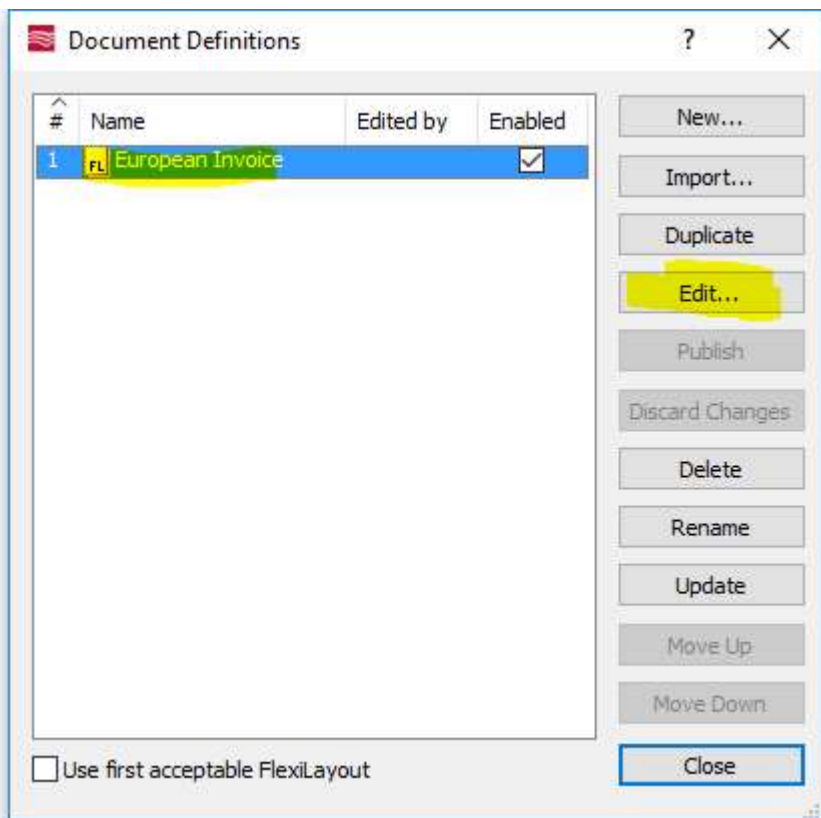 Document Definitions
?
# Name Edited by Enabled
1 FL European Invoice
New...
Import...
Duplicate
Edit...
Publish
Discard Changes
Delete
Rename
Update
Move Up
Move Down
Use first acceptable FlexiLayout
Close